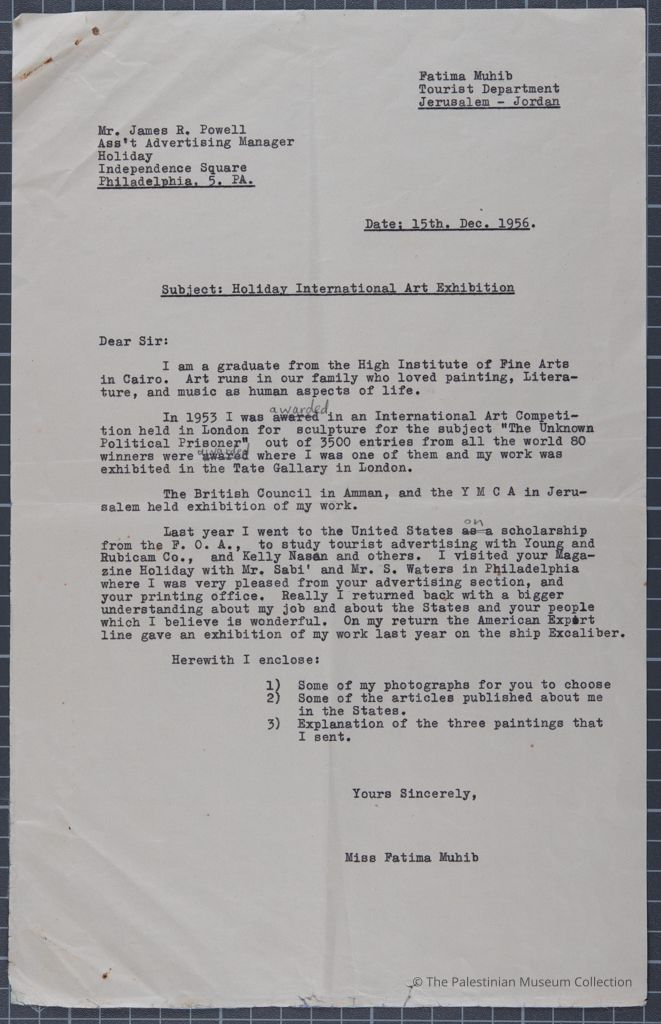 Fatima Muhib
Tourist Department
Jerusalem - Jordan
Mr. James R. Powell
Ass't Advertising Manager
Holiday
Independence Square
Philadelphia. 5. PA.
Date: 15th. Dec. 1956.
Subject: Holiday International Art Exhibition
Dear Sir:
I am a graduate from the High Institute of Fine Arts
in Cairo. Art runs in our family who loved painting, Litera-
ture, and music as human aspects of life.
awarded
In 1953 I was awared in an International Art Competi-
tion held in London for sculpture for the subject "The Unknown
Political Prisoner", out of 3500 entries from all the world 80
awarded
winners were awared where I was one of them and my work was
exhibited in the Tate Gallary in London.
The British Council in Amman, and the Y M C A in Jeru-
salem held exhibition of my work.
on
Last year I went to the United States as a scholarship
from the F. O. A., to study tourist advertising with Young and
Rubicam Co., and Kelly Nasan and others. I visited your Maga-
zine Holiday with Mr. Sabi' and Mr. S. Waters in Philadelphia
where I was very pleased from your advertising section, and
your printing office. Really I returned back with a bigger
understanding about my job and about the States and your people
which I believe is wonderful. On my return the American Export
line gave an exhibition of my work last year on the ship Excaliber.
Herewith I enclose:
1) Some of my photographs for you to choose
2) Some of the articles published about me
in the States.
3) Explanation of the three paintings that
I sent.
Yours Sincerely,
Miss Fatima Muhib
© The Palestinian Museum Collection